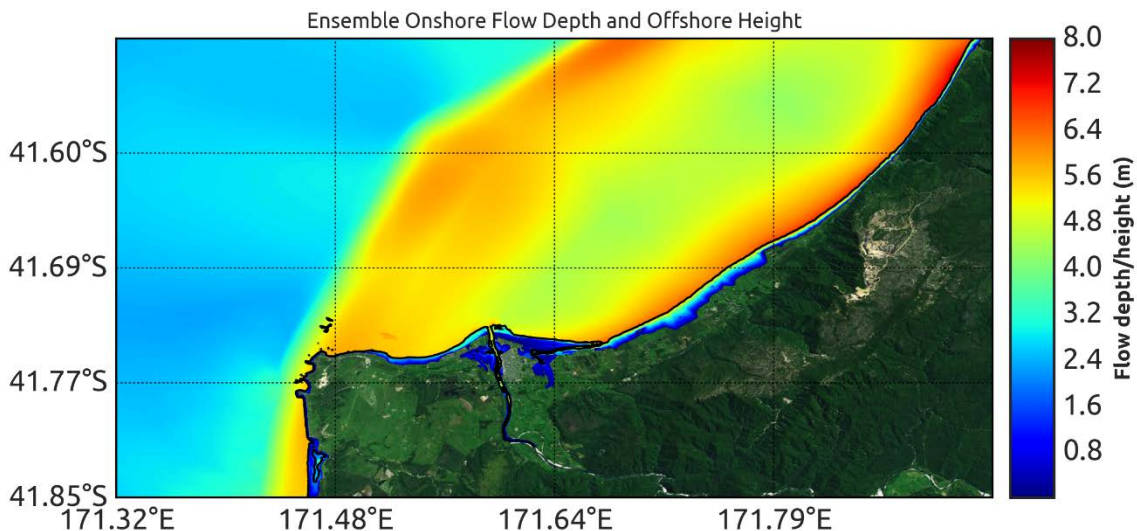 Ensemble Onshore Flow Depth and Offshore Height
8.0
7.2
6.4
5.6
4.8
4.0
3.2
2.4
1.6
0.8
Flow depth/height (m)
41.60°S
41.69°S
41.77°S
41.85°S
171.32°E
171.48°E
171.64°E
171.79°E